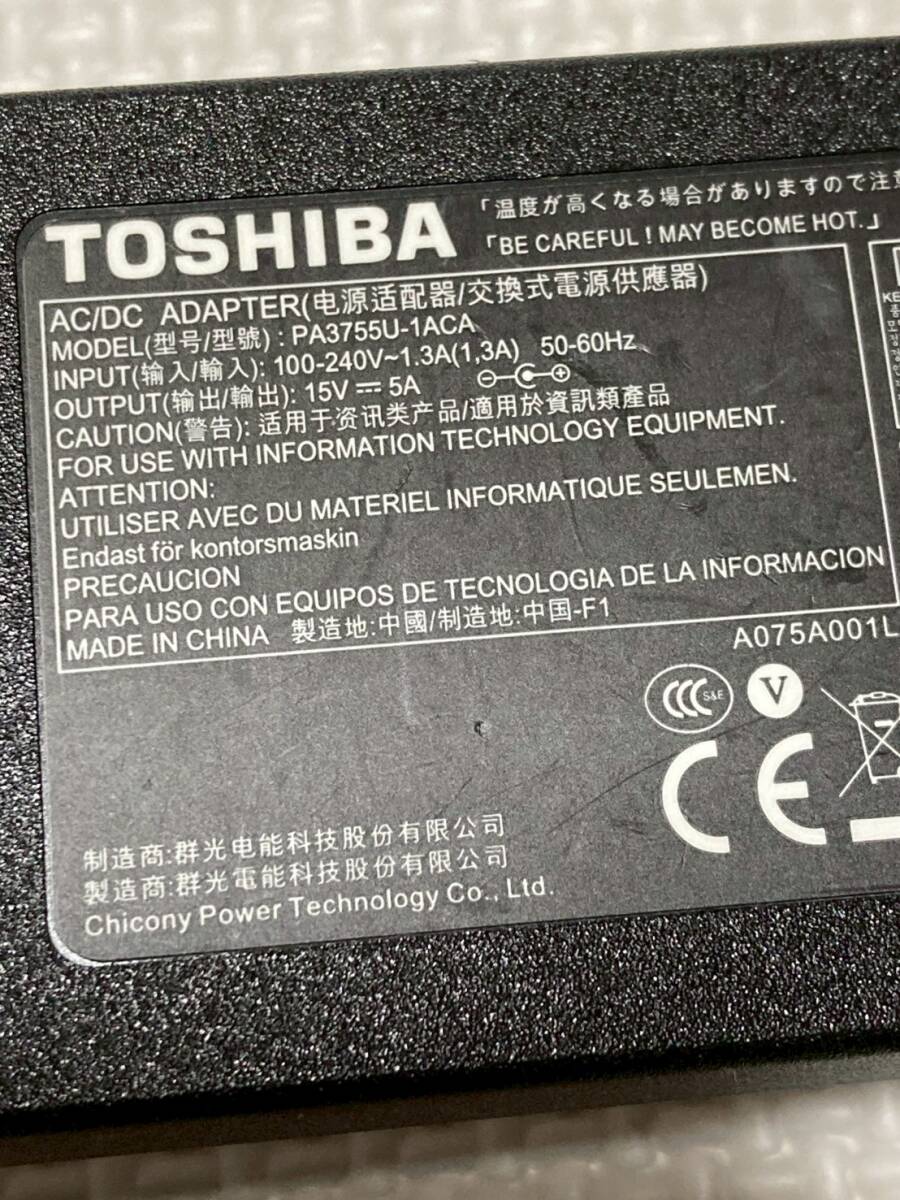 TOSHIBA
「温度が高くなる場合がありますので注意
「BE CAREFUL ! MAY BECOME HOT.」
AC/DC ADAPTER(电源适配器/交換式電源供應器)
MODEL(型号/型號) : PA3755U-1ACA
INPUT(输入/輸入) : 100-240V~1.3A(1,3A) 50-60Hz
OUTPUT(输出/輸出): 15V 5A
CAUTION(警告): 适用于资讯类产品/適用於資訊類產品
FOR USE WITH INFORMATION TECHNOLOGY EQUIPMENT.
ATTENTION:
UTILISER AVEC DU MATERIEL INFORMATIQUE SEULEMEN.
Endast för kontorsmaskin
PRECAUCION
PARA USO CON EQUIPOS DE TECNOLOGIA DE LA INFORMACION
MADE IN CHINA 製造地:中國/制造地:中国-F1
A075A001L
CCC S&E V
CE
制造商:群光电能科技股份有限公司
製造商:群光電能科技股份有限公司
Chicony Power Technology Co., Ltd.